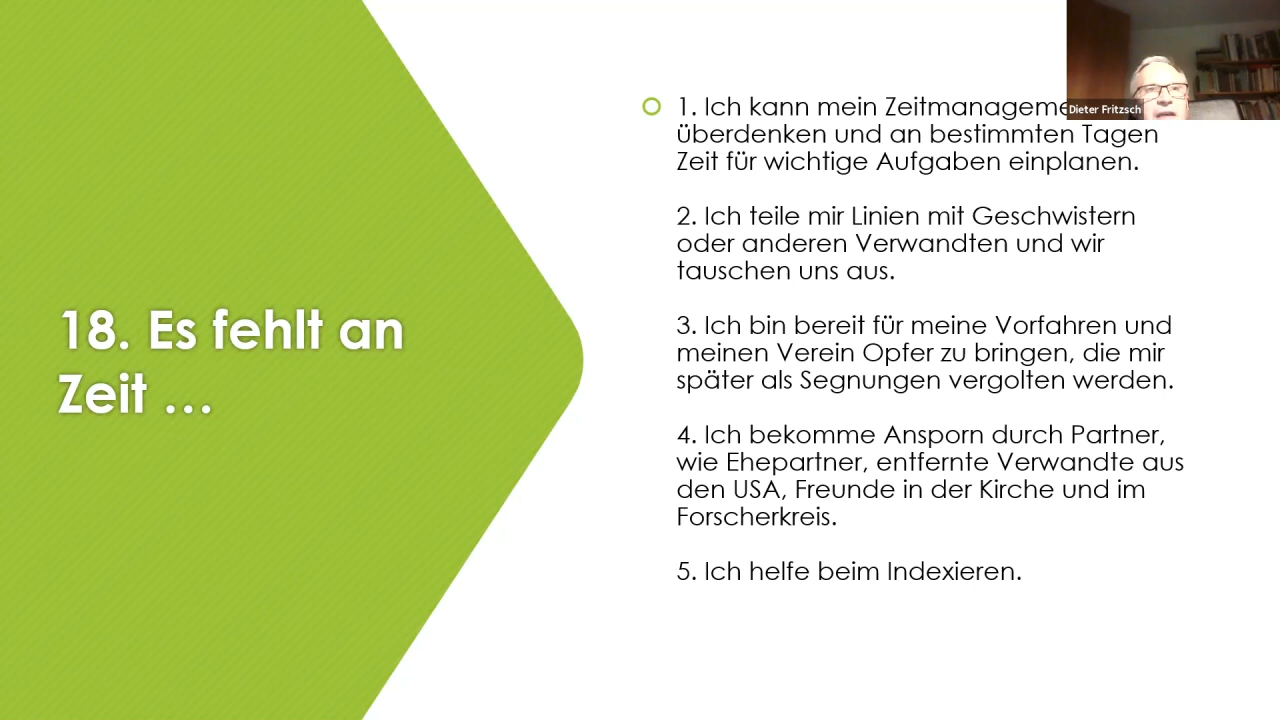 18. Es fehlt an
Zeit …
1. Ich kann mein
überdenken und an bestimmten Tagen
Zeit für wichtige Aufgaben einplanen.
2. Ich teile mir Linien mit Geschwistern
oder anderen Verwandten und wir
tauschen uns aus.
3. Ich bin bereit für meine Vorfahren und
meinen Verein Opfer zu bringen, die mir
später als Segnungen vergolten werden.
4. Ich bekomme Ansporn durch Partner,
wie Ehepartner, entfernte Verwandte aus
den USA, Freunde in der Kirche und im
Forscherkreis.
5. Ich helfe beim Indexieren.
Dieter Fritzsch